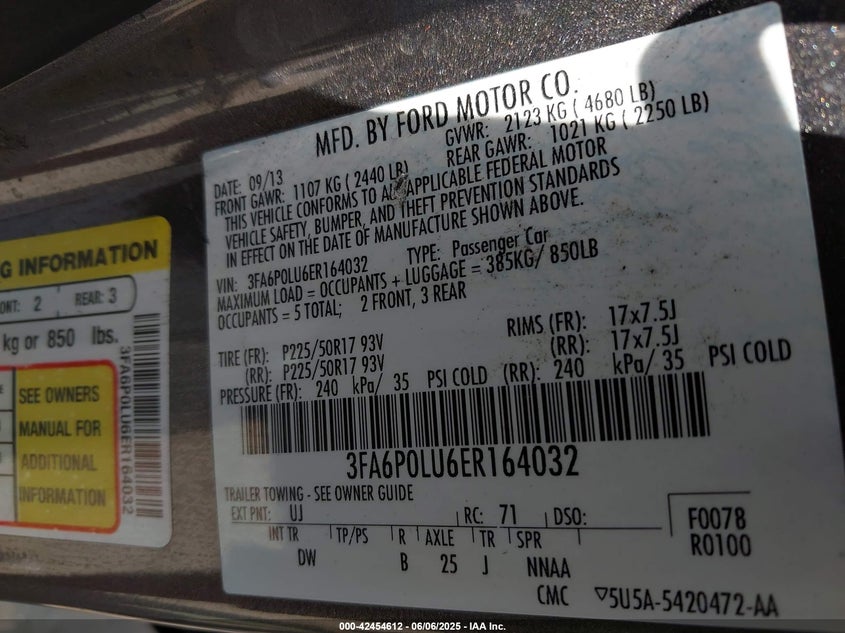 MFD. BY FORD MOTOR CO.
DATE: 09/13 GVWR: 2123 KG ( 4680 LB)
FRONT GAWR: 1107 KG ( 2440 LB) REAR GAWR: 1021 KG ( 2250 LB)
THIS VEHICLE CONFORMS TO ALL APPLICABLE FEDERAL MOTOR
VEHICLE SAFETY, BUMPER, AND THEFT PREVENTION STANDARDS
IN EFFECT ON THE DATE OF MANUFACTURE SHOWN ABOVE.
VIN: 3FA6P0LU6ER164032 TYPE: Passenger Car
MAXIMUM LOAD = OCCUPANTS + LUGGAGE = 385KG/ 850LB
OCCUPANTS = 5 TOTAL; 2 FRONT, 3 REAR
TIRE (FR): P225/50R17 93V RIMS (FR): 17x7.5J
(RR): P225/50R17 93V (RR): 17x7.5J
PRESSURE (FR): 240 kPa/ 35 PSI COLD (RR): 240 kPa/ 35 PSI COLD
3FA6P0LU6ER164032
TRAILER TOWING - SEE OWNER GUIDE
EXT PNT: UJ RC: 71 DSO:
INT TR TP/PS R AXLE TR SPR
DW B 25 J NNAA
F0078
R0100
CMC ▽5U5A-5420472-AA
INFORMATION
2 REAR: 3
kg or 850 lbs.
SEE OWNERS
MANUAL FOR
ADDITIONAL
INFORMATION
3FA6P0LU6ER164032
000-42454612 - 06/06/2025 - IAA Inc.